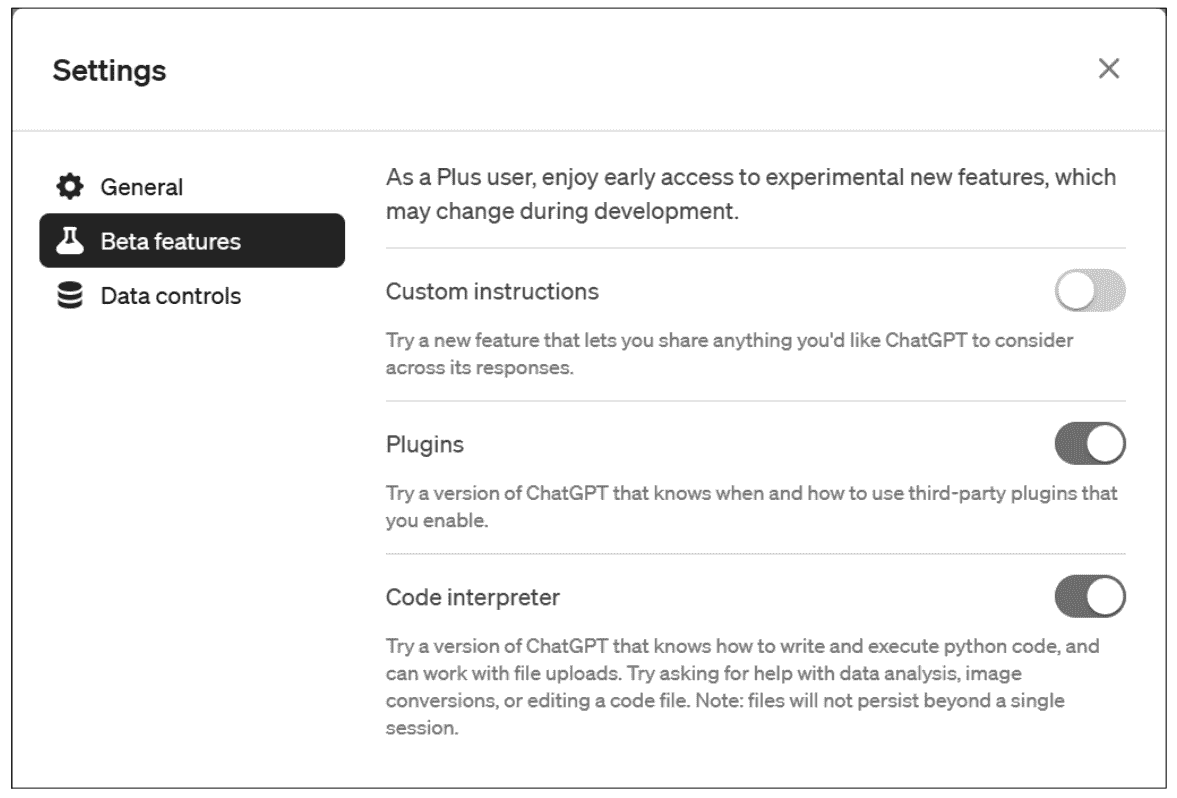 Settings
General
Beta features
Data controls
As a Plus user, enjoy early access to experimental new features, which
may change during development.
Custom instructions
Try a new feature that lets you share anything you'd like ChatGPT to consider
across its responses.
Plugins
Try a version of ChatGPT that knows when and how to use third-party plugins that
you enable.
Code interpreter
Try a version of ChatGPT that knows how to write and execute python code, and
can work with file uploads. Try asking for help with data analysis, image
conversions, or editing a code file. Note: files will not persist beyond a single
session.